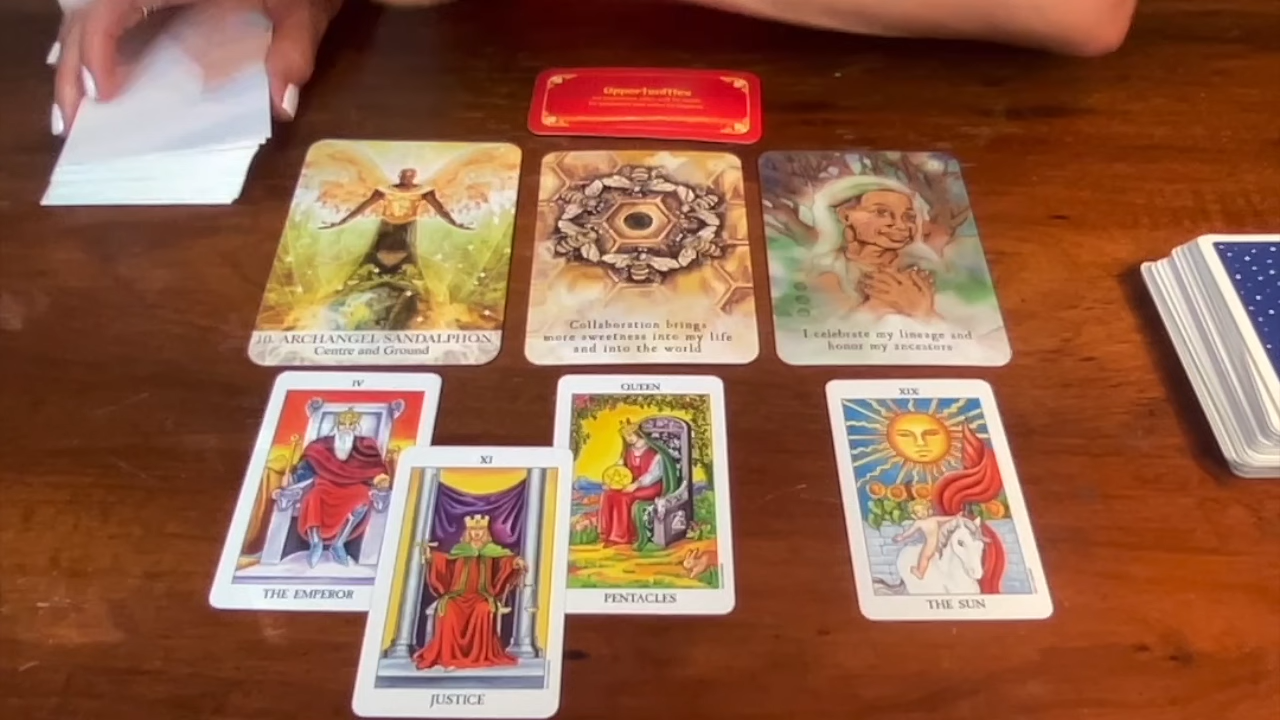 Opportunities
10. ARCHANGEL SANDALPHON
Centre and Ground
Collaboration brings
more sweetness into my life
and into the world
I celebrate my lineage and
honor my ancestors
IV
THE EMPEROR
XI
JUSTICE
QUEEN
PENTACLES
XIX
THE SUN